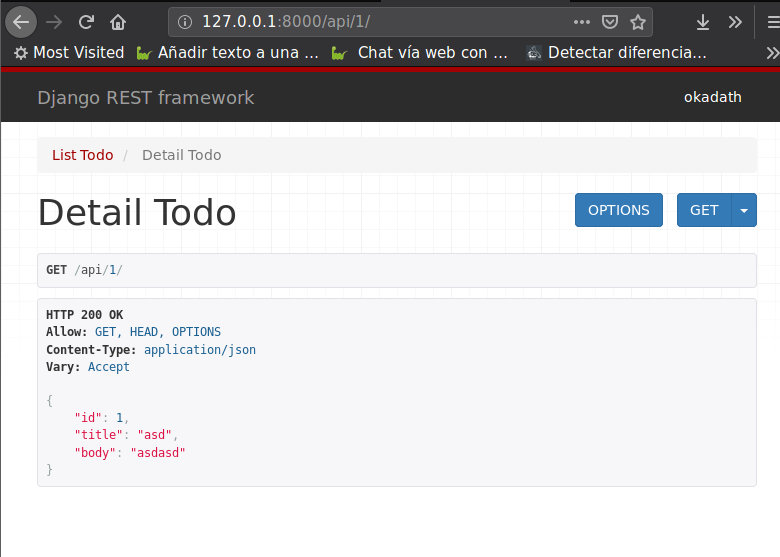 127.0.0.1:8000/api/1/
Most Visited Añadir texto a una ... Chat vía web con ... Detectar diferencia...
Django REST framework okadath
List Todo / Detail Todo
Detail Todo OPTIONS GET
GET /api/1/
HTTP 200 OK
Allow: GET, HEAD, OPTIONS
Content-Type: application/json
Vary: Accept
{
"id": 1,
"title": "asd",
"body": "asdasd"
}